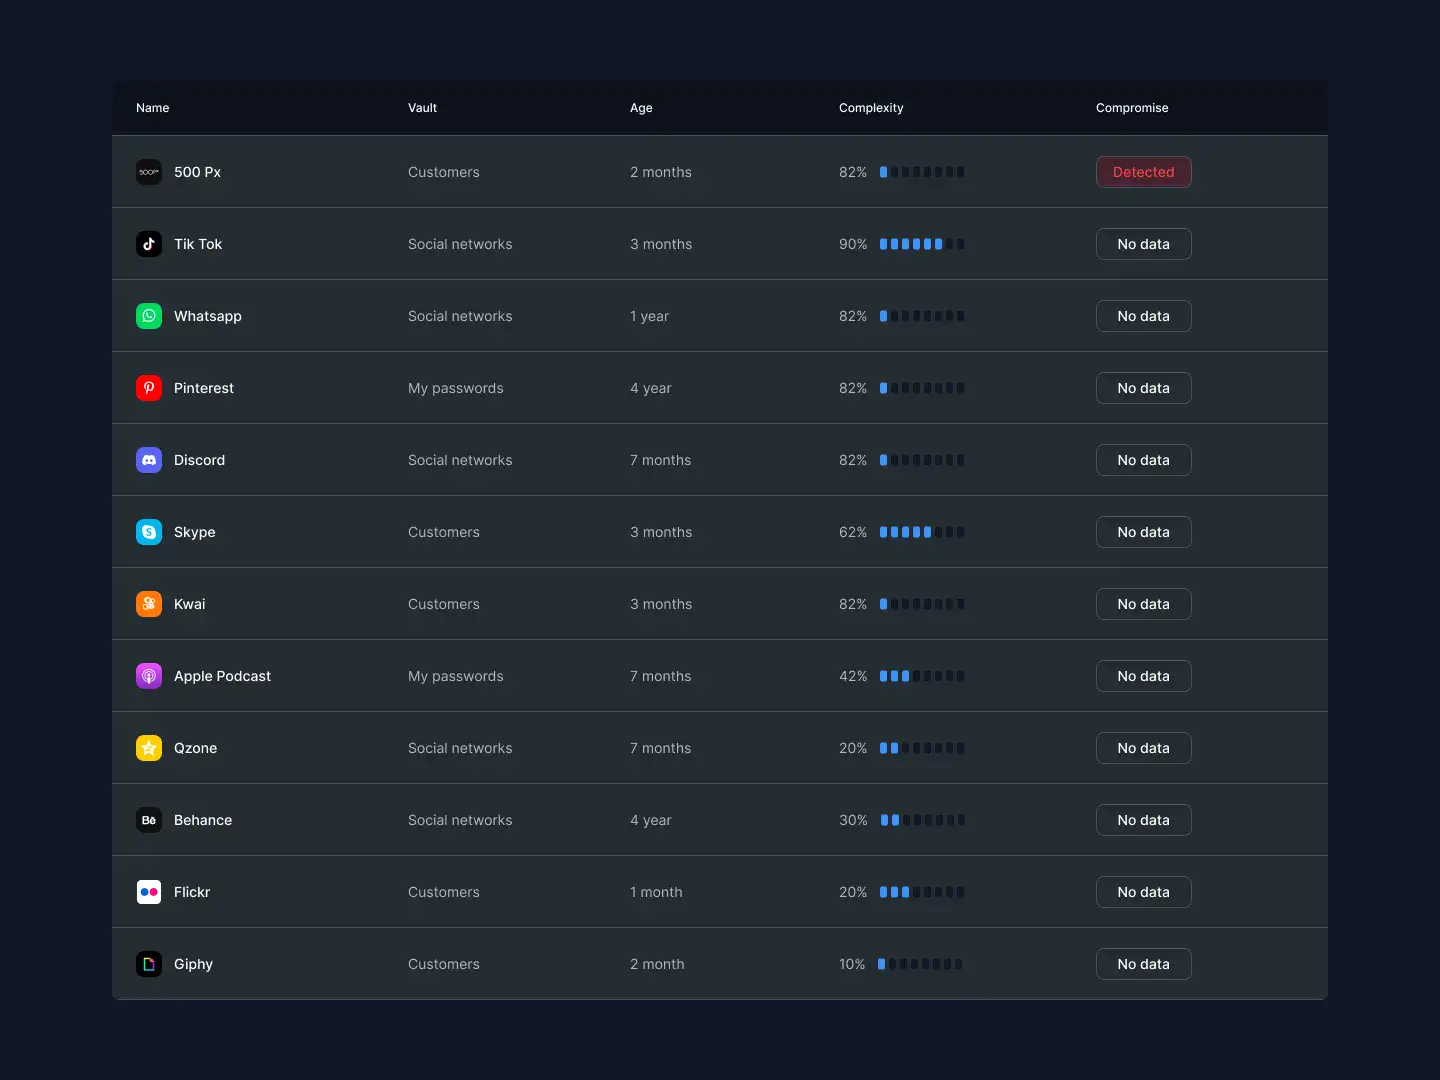 Name Vault Age Complexity Compromise
500px 500 Px Customers 2 months 82% Detected
Tik Tok Social networks 3 months 90% No data
Whatsapp Social networks 1 year 82% No data
Pinterest My passwords 4 year 82% No data
Discord Social networks 7 months 82% No data
S Skype Customers 3 months 62% No data
Kwai Customers 3 months 82% No data
Apple Podcast My passwords 7 months 42% No data
Qzone Social networks 7 months 20% No data
Bē Behance Social networks 4 year 30% No data
Flickr Customers 1 month 20% No data
Giphy Customers 2 month 10% No data